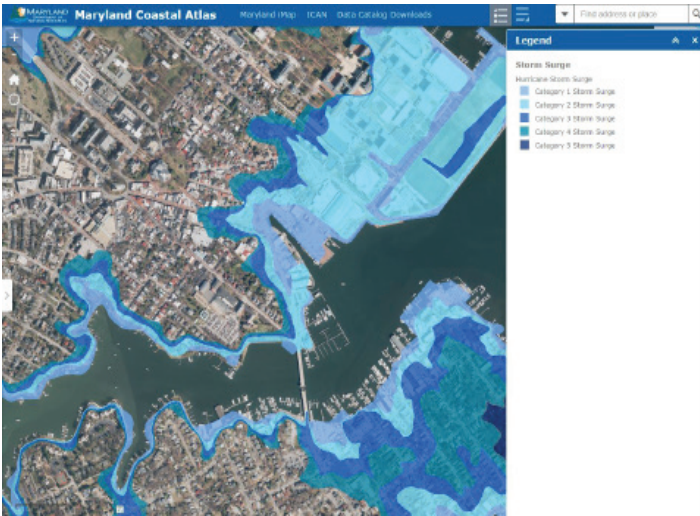 MARYLAND
Maryland Coastal Atlas
Maryland iMap ICAN Data Catalog Downloads
Find address or place
Legend
Storm Surge
Hurricane Storm Surge
Category 1 Storm Surge
Category 2 Storm Surge
Category 3 Storm Surge
Category 4 Storm Surge
Category 5 Storm Surge